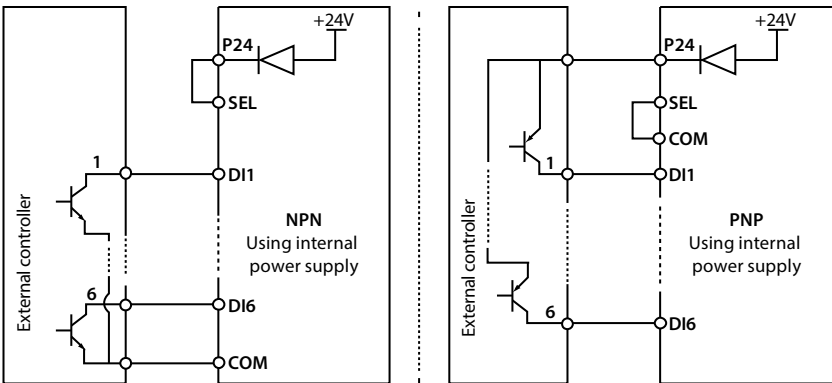 +24V
P24
SEL
1
DI1
External controller
NPN
Using internal
power supply
6
DI6
COM
+24V
P24
SEL
COM
1
DI1
External controller
PNP
Using internal
power supply
6
DI6